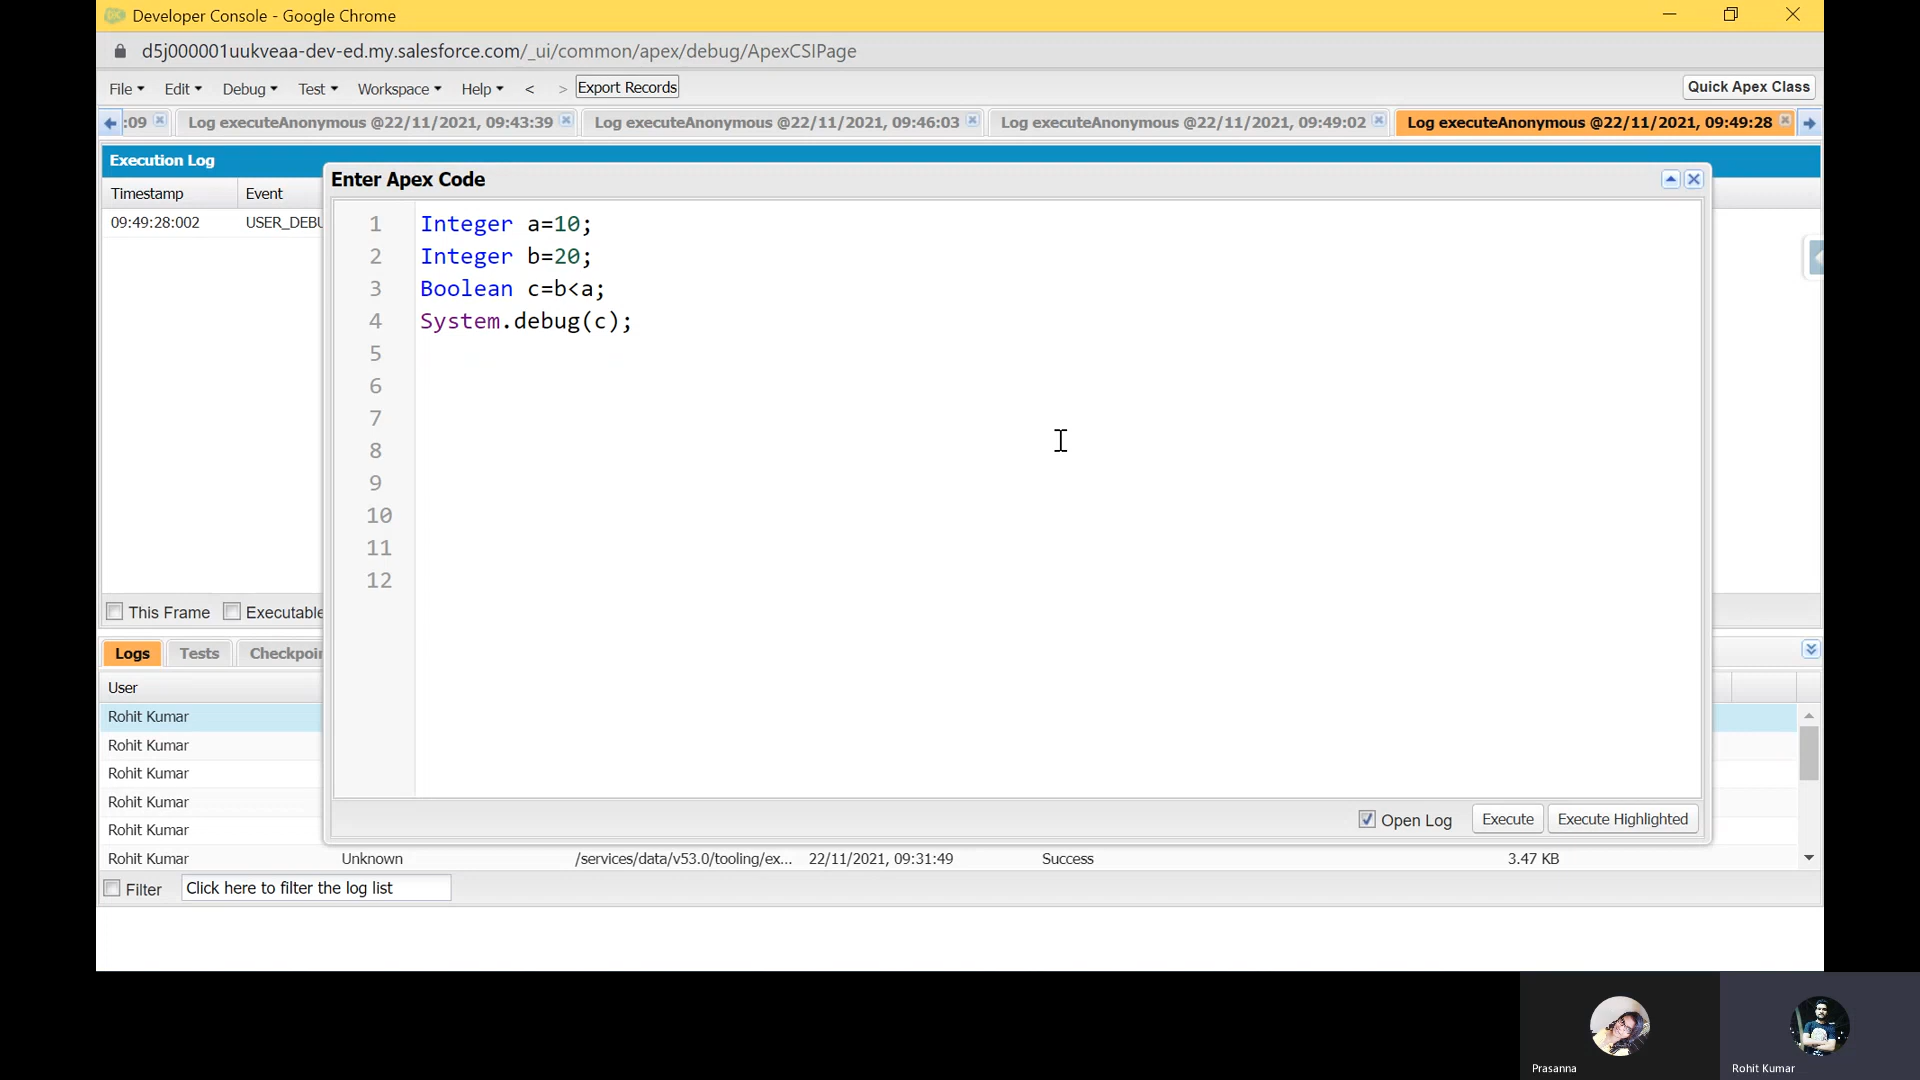 Developer Console - Google Chrome
d5j000001uukveaa-dev-ed.my.salesforce.com/_ui/common/apex/debug/ApexCSIPage
File Edit Debug Test Workspace Help < > Export Records Quick Apex Class
:09 Log executeAnonymous @22/11/2021, 09:43:39 Log executeAnonymous @22/11/2021, 09:46:03 Log executeAnonymous @22/11/2021, 09:49:02 Log executeAnonymous @22/11/2021, 09:49:28
Execution Log
Timestamp Event
09:49:28:002 USER_DEBU
Enter Apex Code
1 Integer a=10;
2 Integer b=20;
3 Boolean c=b<a;
4 System.debug(c);
5
6
7
8
9
10
11
12
This Frame Executable
Open Log Execute Execute Highlighted
Logs Tests Checkpoin
User
Rohit Kumar
Rohit Kumar
Rohit Kumar
Rohit Kumar
Rohit Kumar
Rohit Kumar Unknown /services/data/v53.0/tooling/ex... 22/11/2021, 09:31:49 Success 3.47 KB
Filter Click here to filter the log list
Prasanna Rohit Kumar